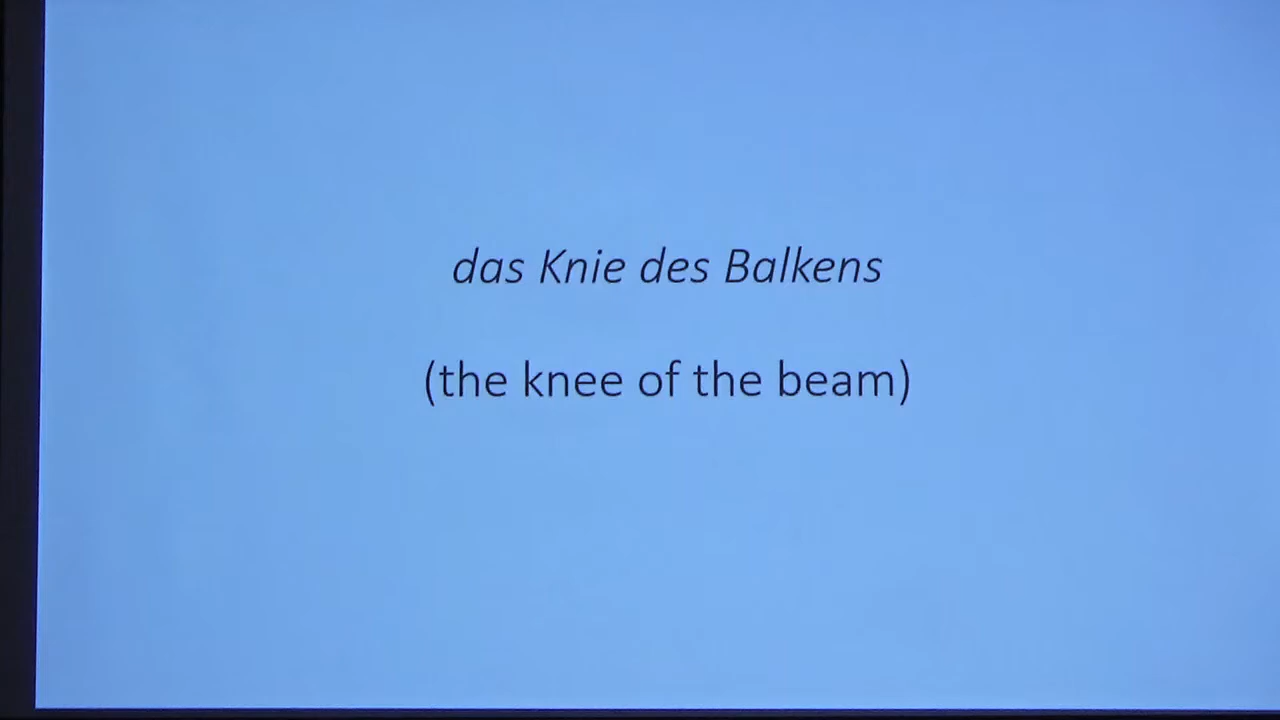 das Knie des Balkens
(the knee of the beam)